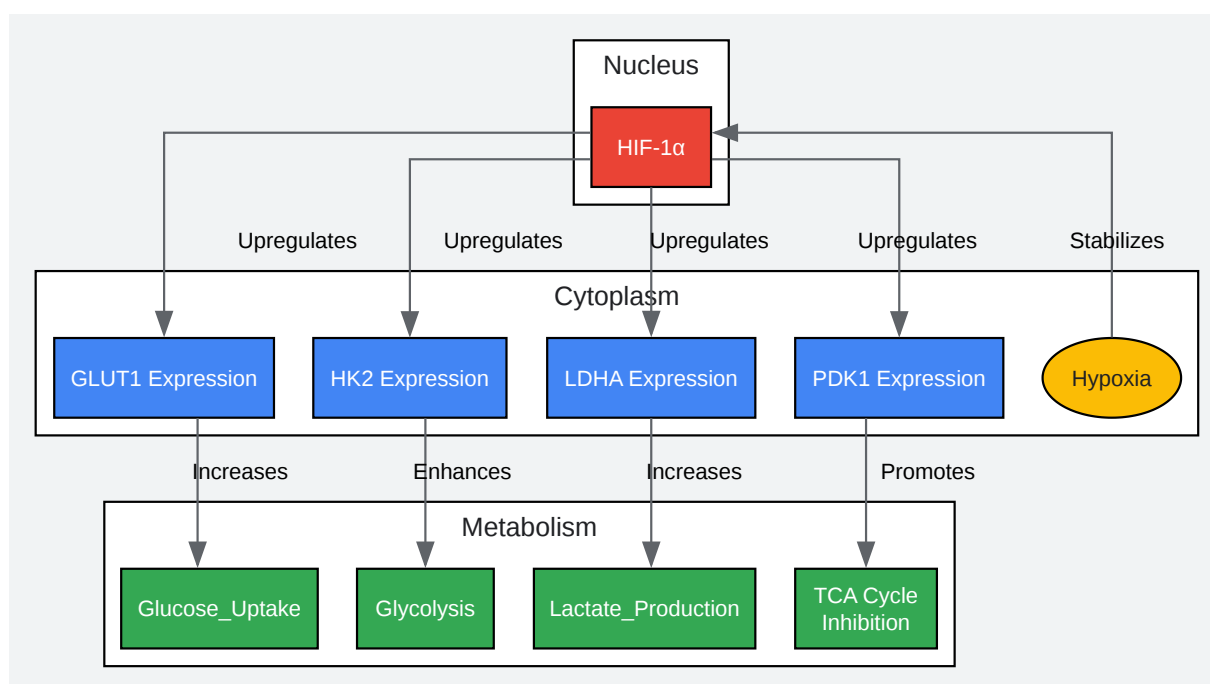 Nucleus
HIF-1α
Upregulates
Upregulates
Upregulates
Upregulates
Stabilizes
Cytoplasm
GLUT1 Expression
HK2 Expression
LDHA Expression
PDK1 Expression
Hypoxia
Increases
Enhances
Increases
Promotes
Metabolism
Glucose_Uptake
Glycolysis
Lactate_Production
TCA Cycle
Inhibition